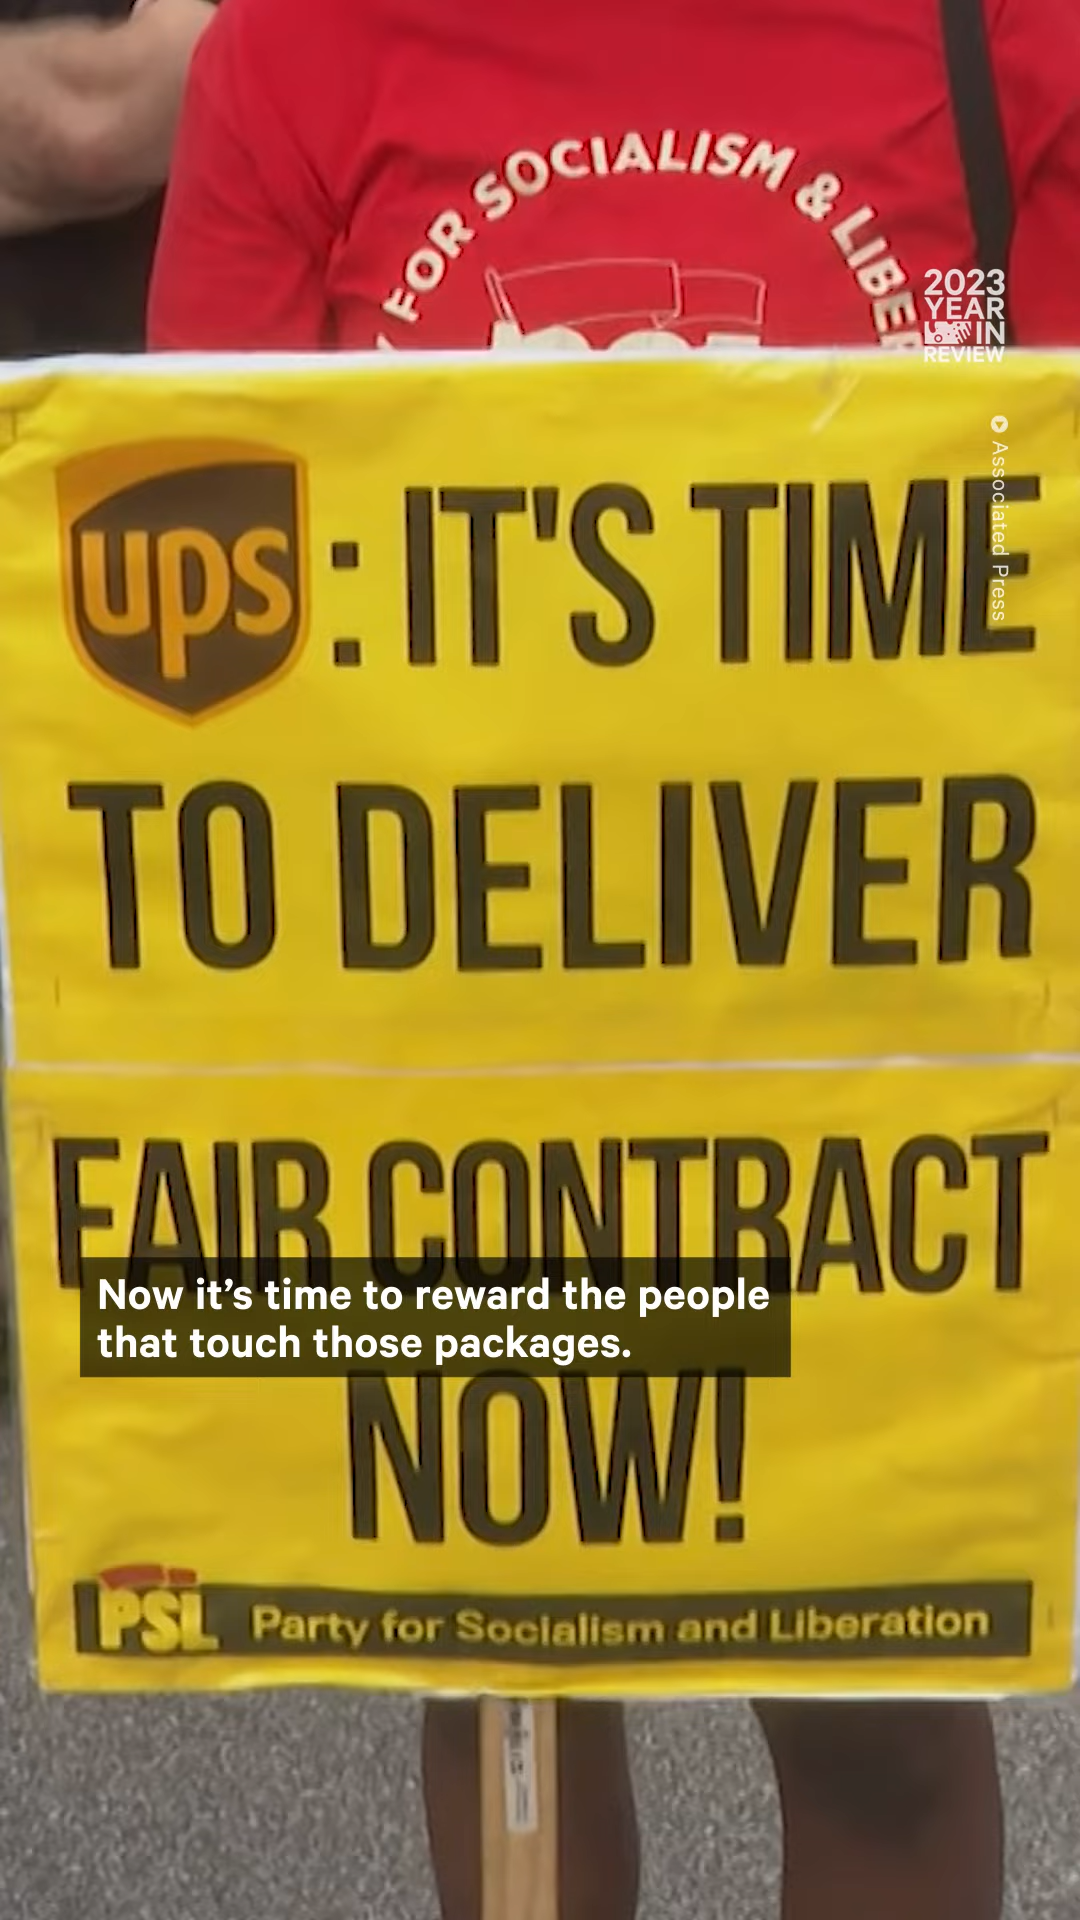 FOR SOCIALISM & LIBER
2023
YEAR
IN
REVIEW
Associated Press
ups : IT'S TIME
TO DELIVER
FAIR CONTRACT
Now it's time to reward the people
that touch those packages.
NOW!
PSL Party for Socialism and Liberation